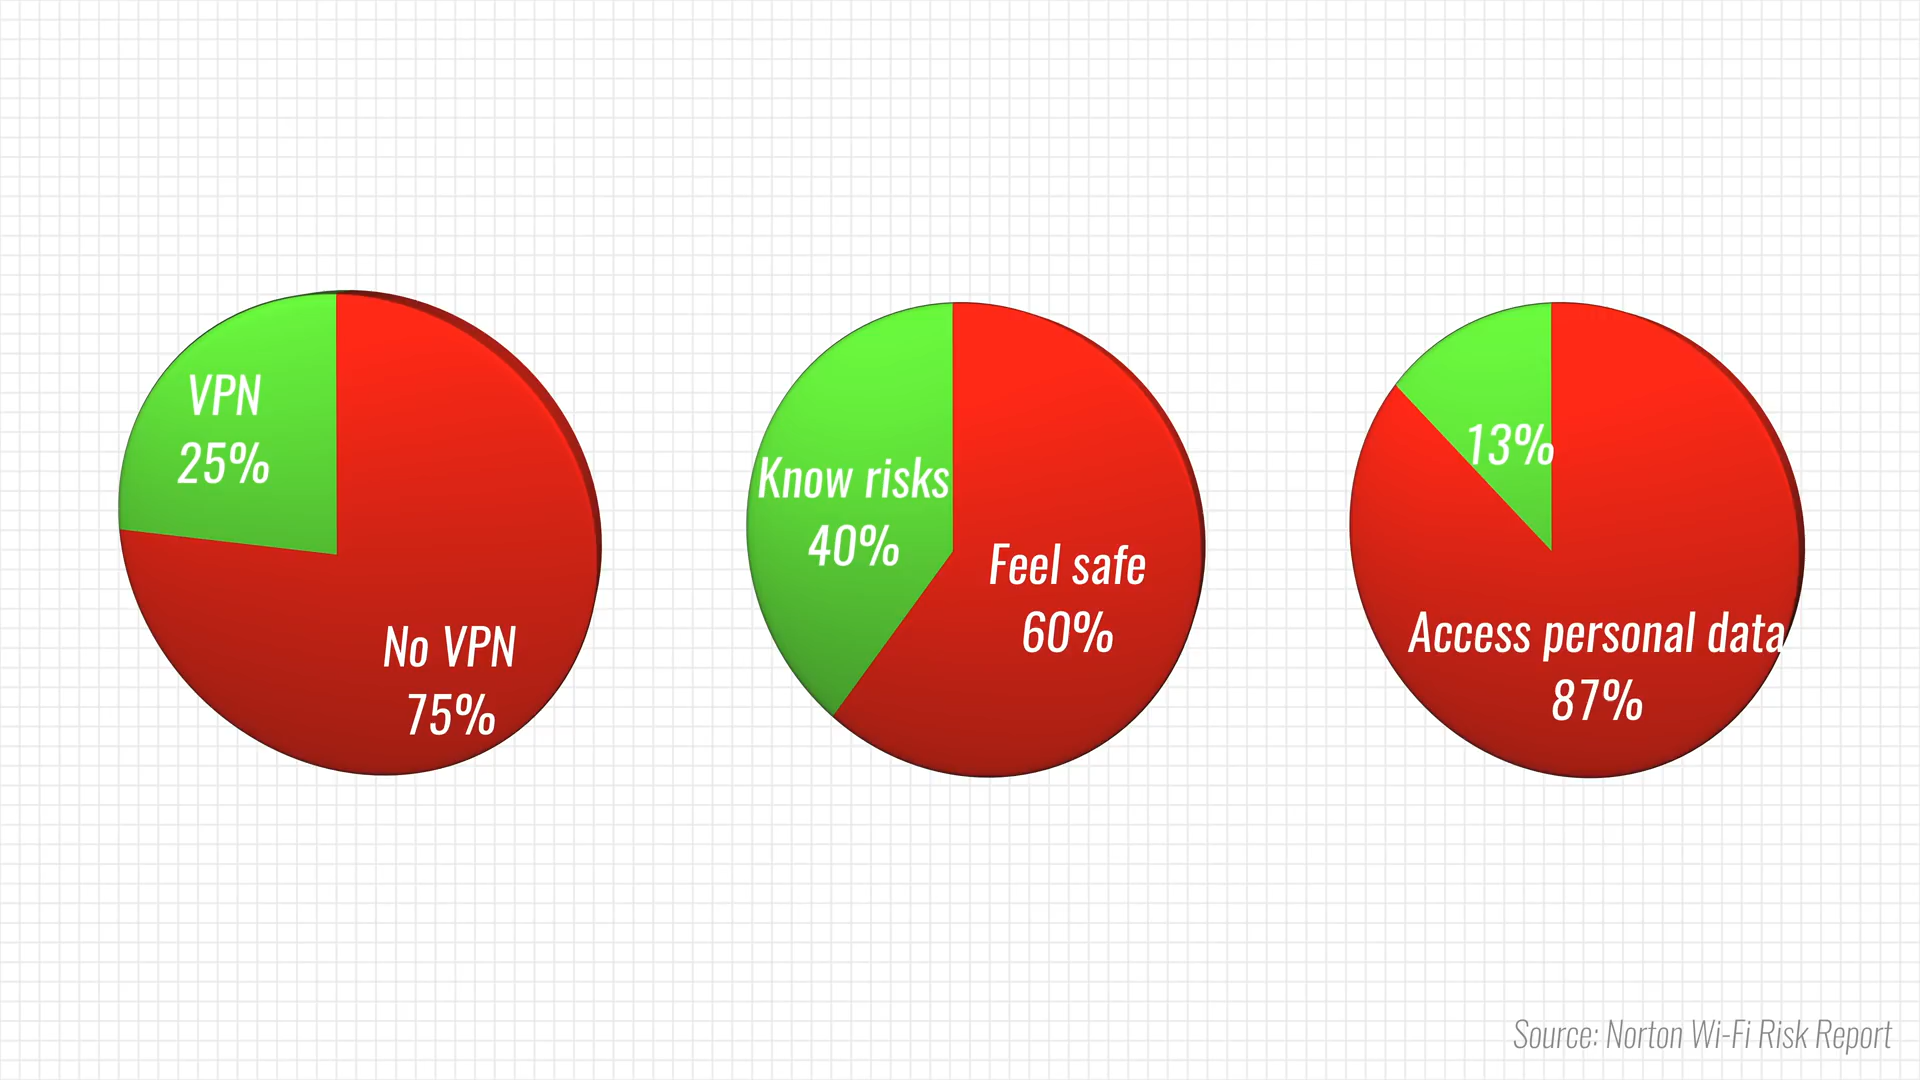 VPN
25%
No VPN
75%
Know risks
40%
Feel safe
60%
13%
Access personal data
87%
Source: Norton Wi-Fi Risk Report